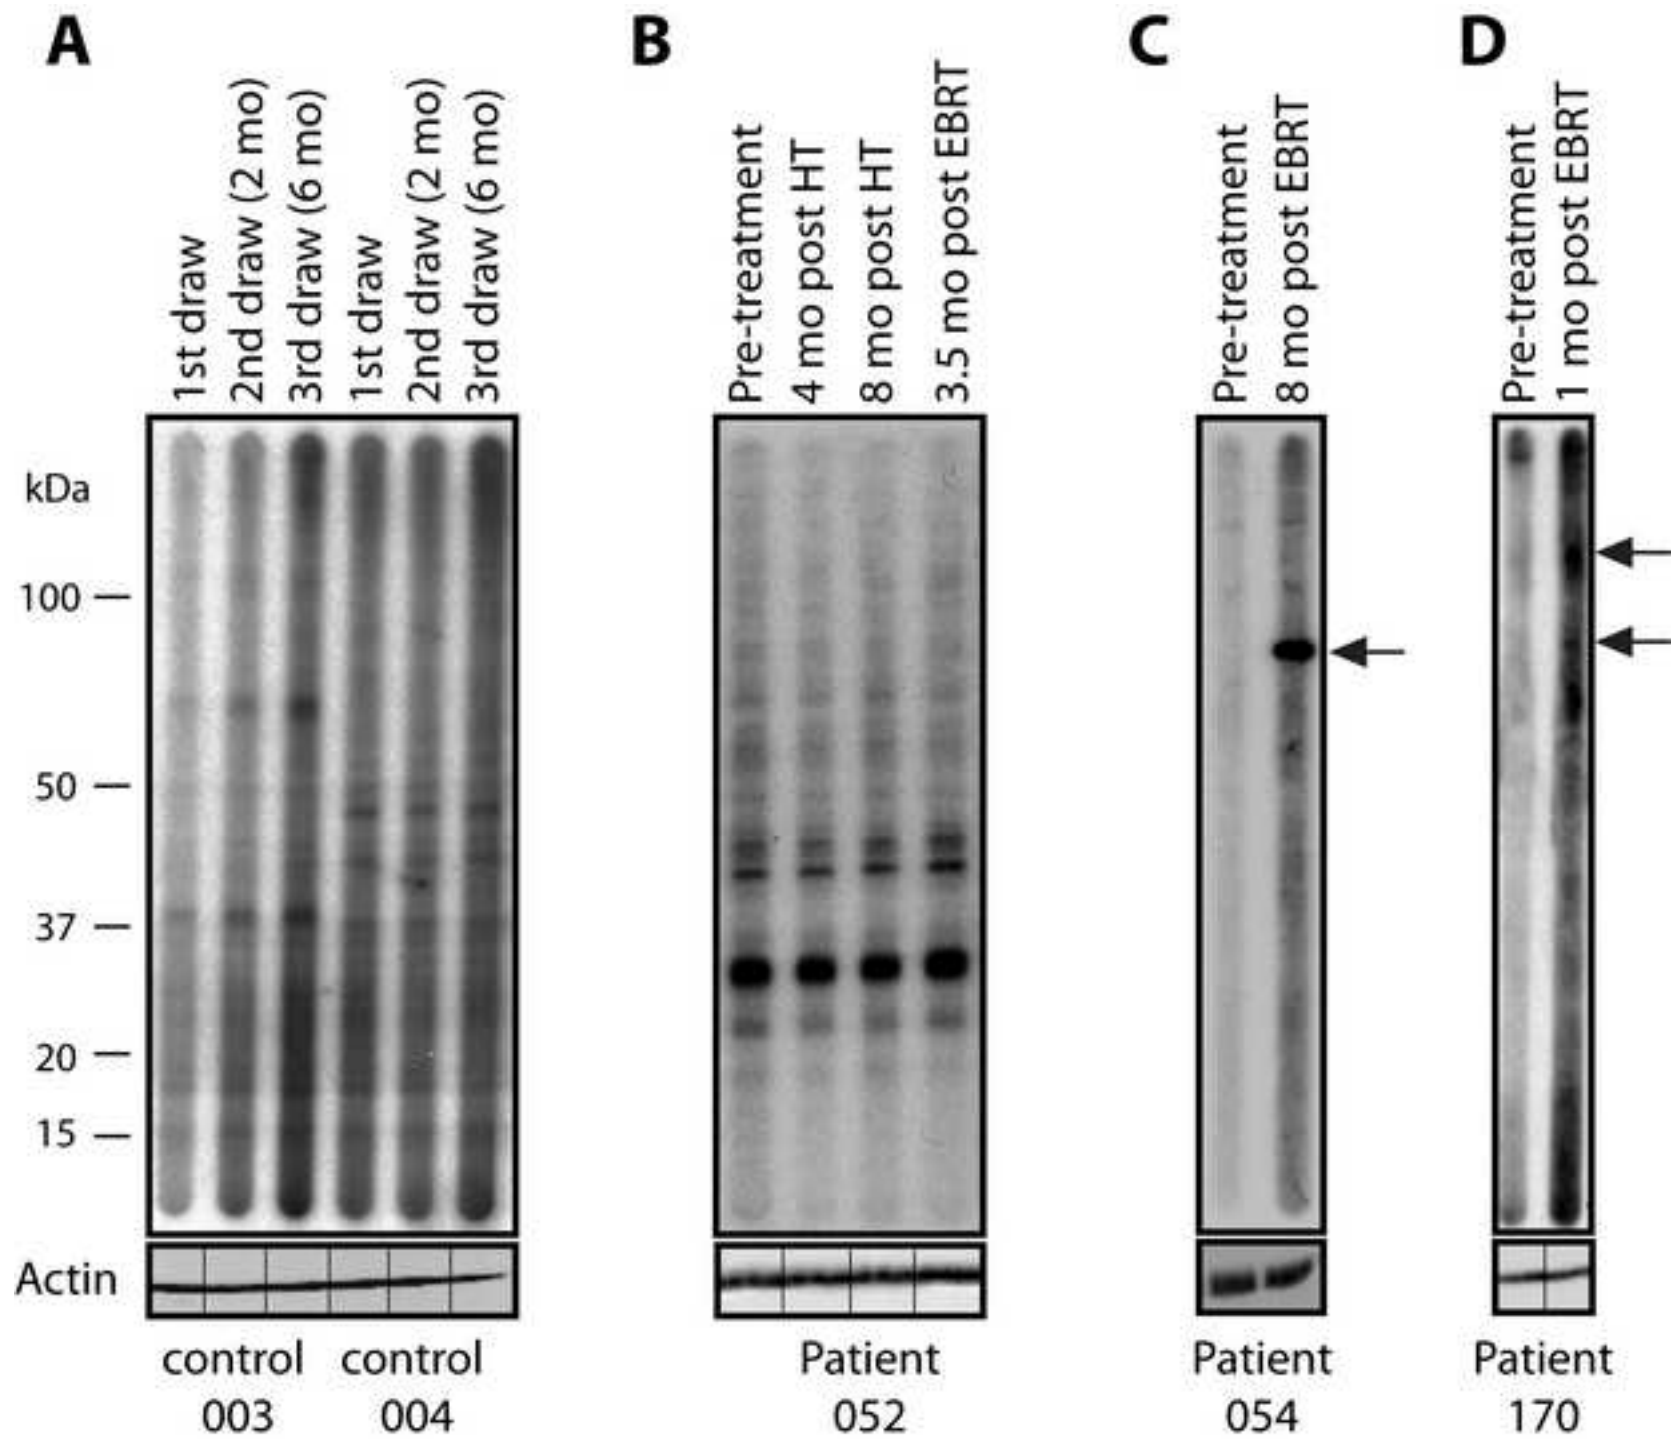 A
B
C
D
1st draw
2nd draw (2 mo)
3rd draw (6 mo)
1st draw
2nd draw (2 mo)
3rd draw (6 mo)
Pre-treatment
4 mo post HT
8 mo post HT
3.5 mo post EBRT
Pre-treatment
8 mo post EBRT
Pre-treatment
1 mo post EBRT
kDa
100
50
37
20
15
Actin
control
003
control
004
Patient
052
Patient
054
Patient
170